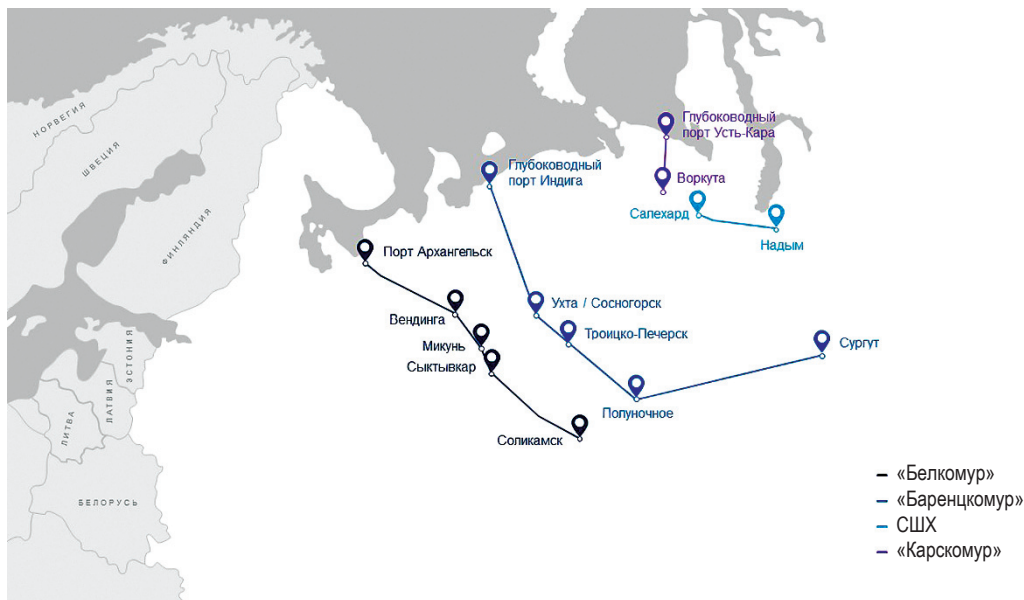 НОРВЕГИЯ
ШВЕЦИЯ
ФИНЛЯНДИЯ
ЭСТОНИЯ
ЛАТВИЯ
ЛИТВА
БЕЛОРУСЬ
Глубоководный
порт Усть-Кара
Воркута
Глубоководный
порт Индига
Салехард
Надым
Порт Архангельск
Вендинга
Микунь
Сыктывкар
Соликамск
Ухта / Сосногорск
Троицко-Печерск
Полуночное
Сургут
«Белкомур»
«Баренцкомур»
СШХ
«Карскомур»